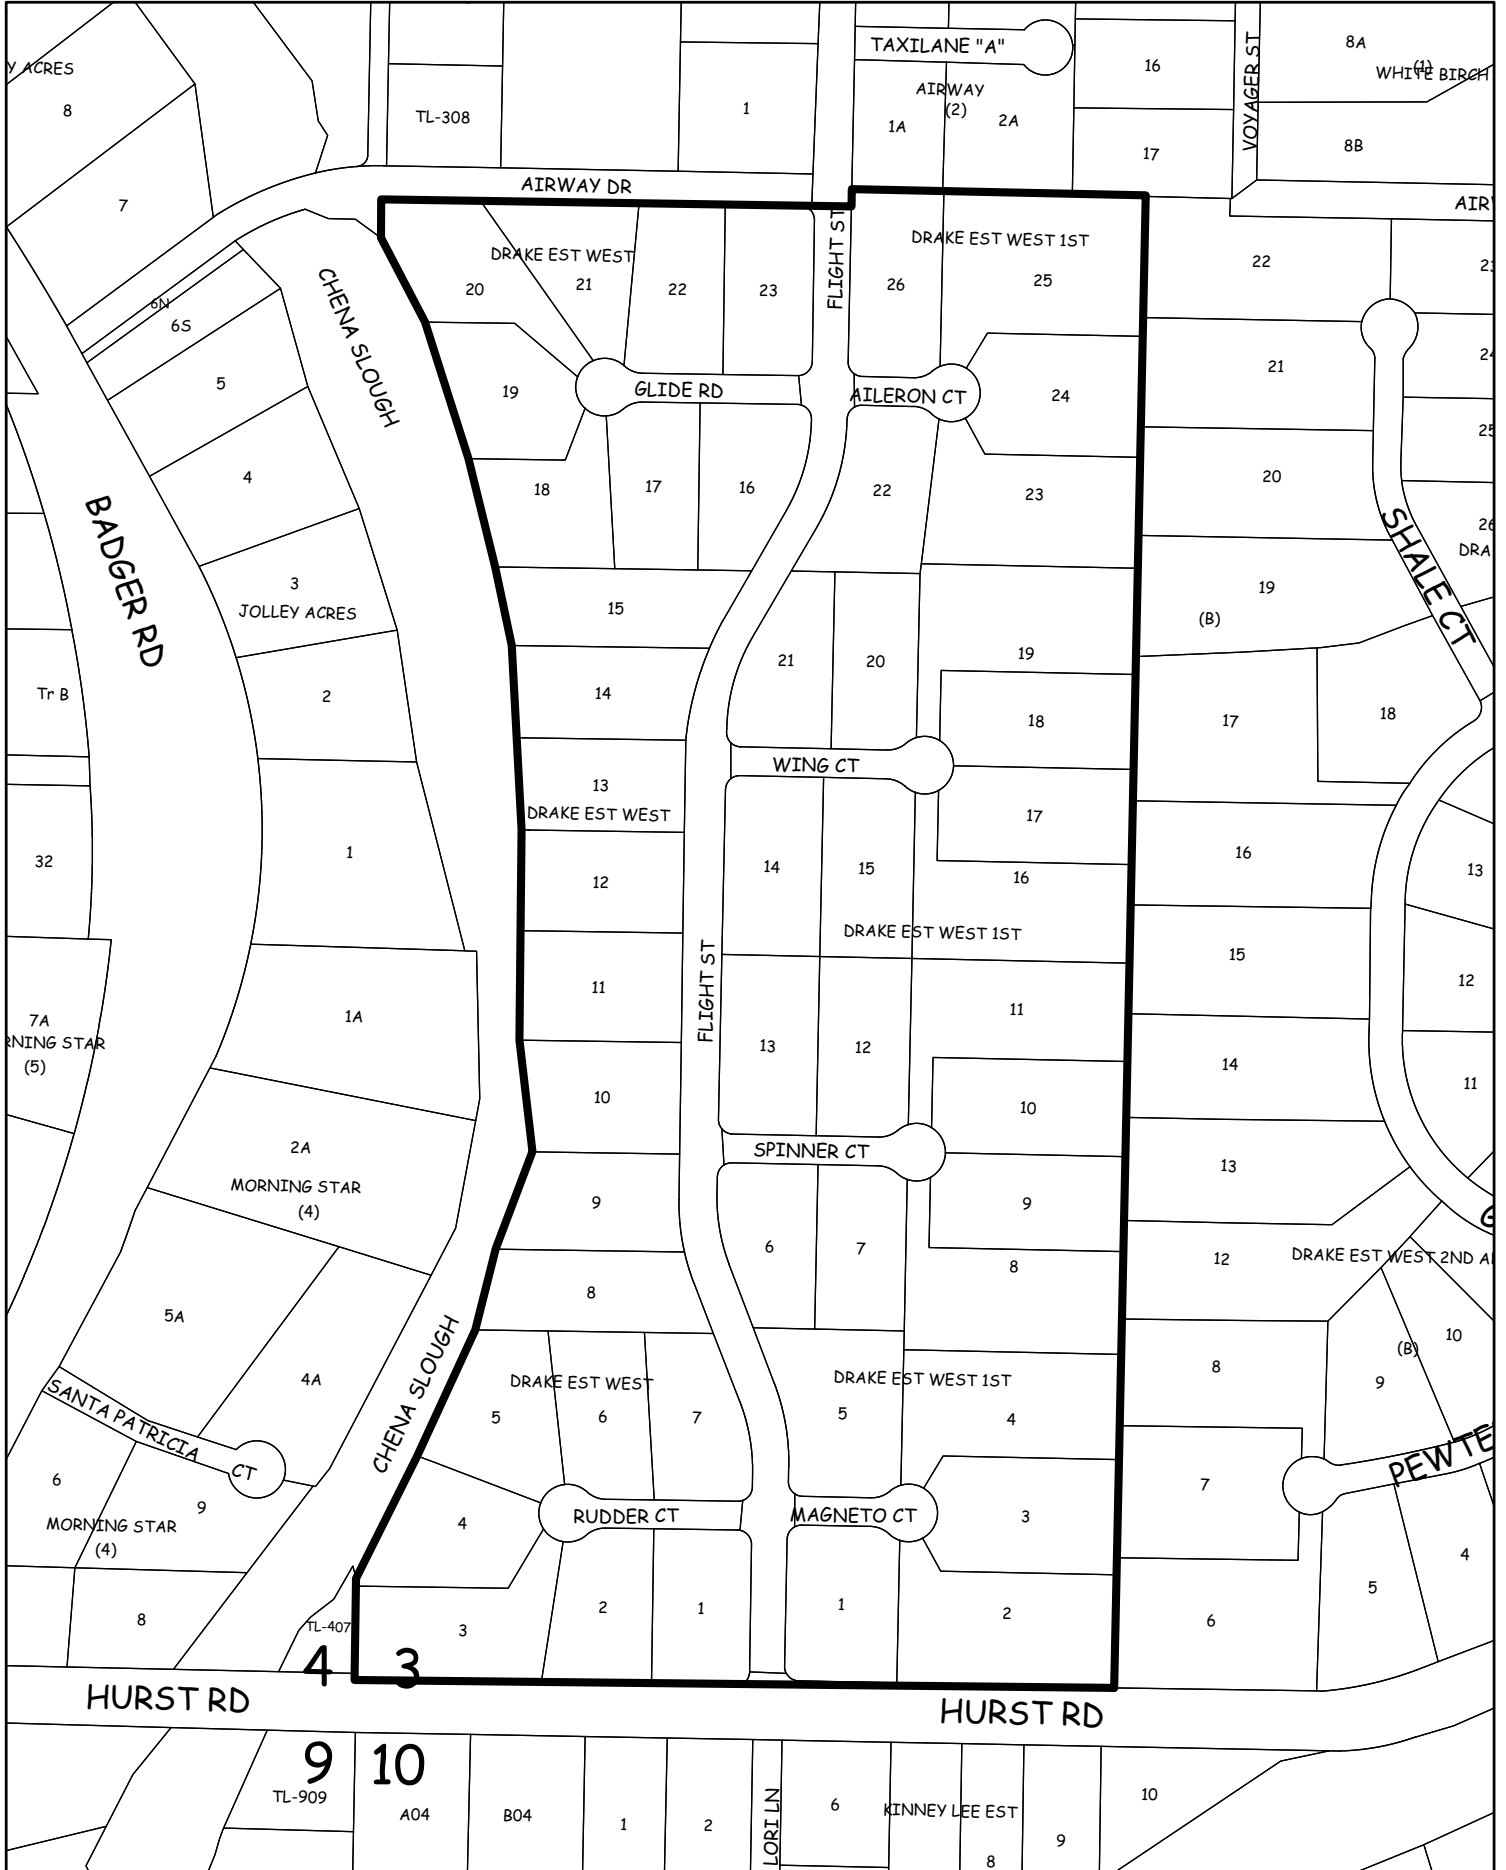 TAXILANE "A"
8A
(1)
WHITE BIRCH
16
VOYAGER ST
Y ACRES
8
TL-308
1
AIRWAY
(2)
1A
2A
17
8B
AIRWAY DR
7
AIRW
DRAKE EST WEST
20
21
22
23
FLIGHT ST
DRAKE EST WEST 1ST
26
25
22
23
CHENA SLOUGH
6N
6S
5
19
GLIDE RD
AILERON CT
24
21
24
25
4
18
17
16
22
23
20
SHALE CT
26
DRA
BADGER RD
3
JOLLEY ACRES
15
19
(B)
Tr B
2
14
21
20
19
18
17
18
WING CT
13
DRAKE EST WEST
17
32
1
12
14
15
16
16
13
DRAKE EST WEST 1ST
FLIGHT ST
11
15
12
7A
RNING STAR
(5)
1A
11
13
12
14
11
10
10
2A
MORNING STAR
(4)
SPINNER CT
13
9
9
6
7
8
12
DRAKE EST WEST 2ND A
G
8
5A
4A
CHENA SLOUGH
DRAKE EST WEST
5
6
7
DRAKE EST WEST 1ST
5
4
8
(B)
9
10
SANTA PATRICIA
CT
6
9
MORNING STAR
(4)
4
RUDDER CT
MAGNETO CT
3
7
PEWTE
4
5
8
TL-407
3
2
1
1
2
6
4
3
HURST RD
HURST RD
9
10
TL-909
A04
B04
1
2
LORI LN
6
KINNEY LEE EST
8
9
10